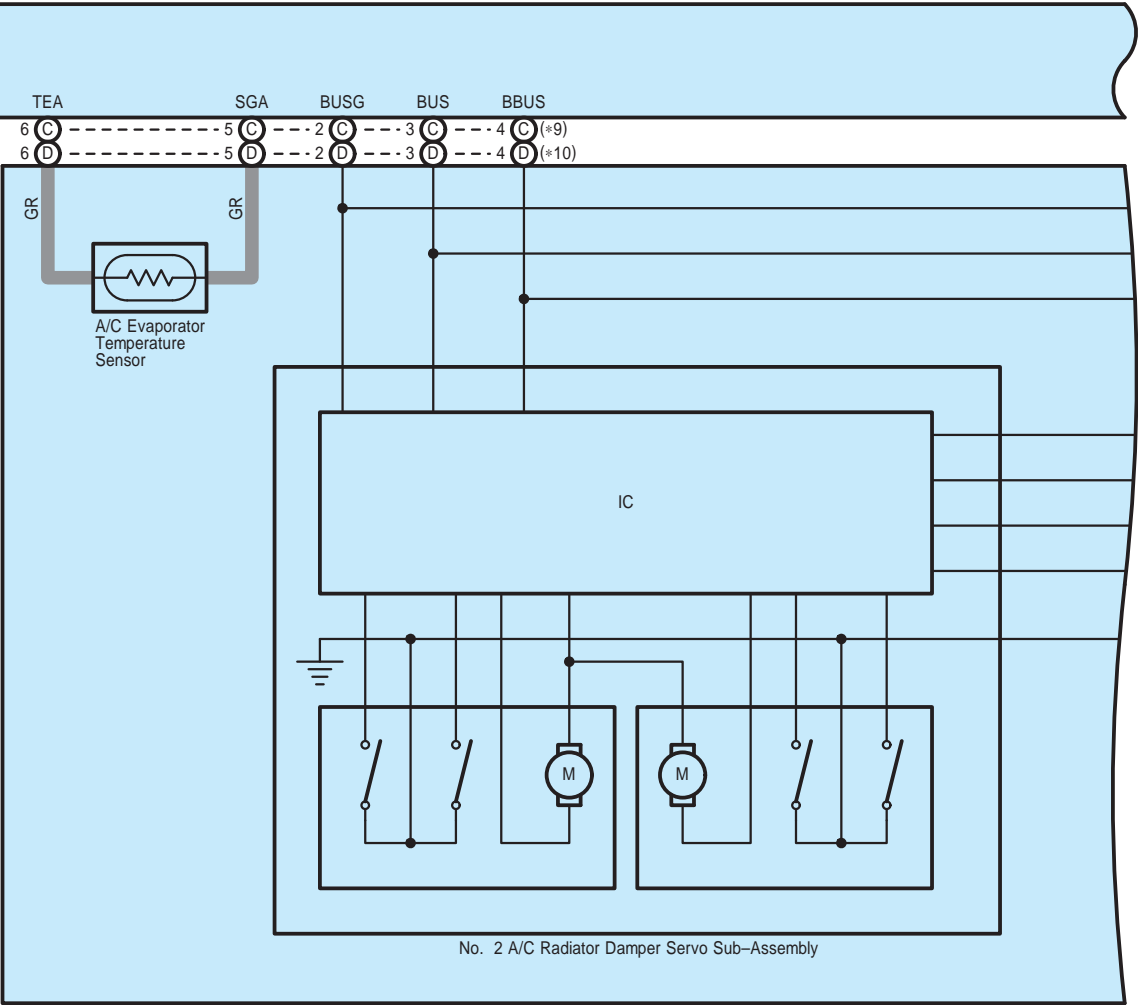 TEA SGA BUSG BUS BBUS
6 C 5 C 2 C 3 C 4 C (*9)
6 D 5 D 2 D 3 D 4 D (*10)
GR GR
A/C Evaporator
Temperature
Sensor
IC
M M
No. 2 A/C Radiator Damper Servo Sub–Assembly